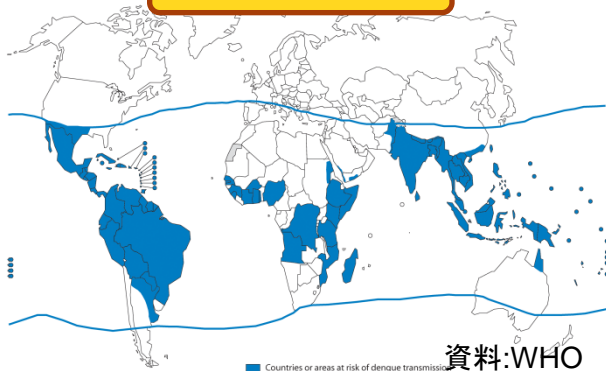 Countries or areas at risk of dengue transmission
資料:WHO